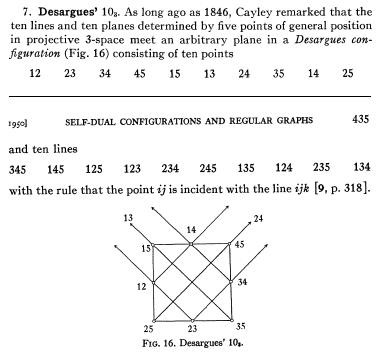 7. Desargues' 10₃. As long ago as 1846, Cayley remarked that the
ten lines and ten planes determined by five points of general position
in projective 3-space meet an arbitrary plane in a Desargues con-
figuration (Fig. 16) consisting of ten points
12 23 34 45 15 13 24 35 14 25
1950] SELF-DUAL CONFIGURATIONS AND REGULAR GRAPHS 435
and ten lines
345 145 125 123 234 245 135 124 235 134
with the rule that the point ij is incident with the line ijk [9, p. 318].
13 24
14
15 45
12 34
25 23 35
FIG. 16. Desargues' 10₃.